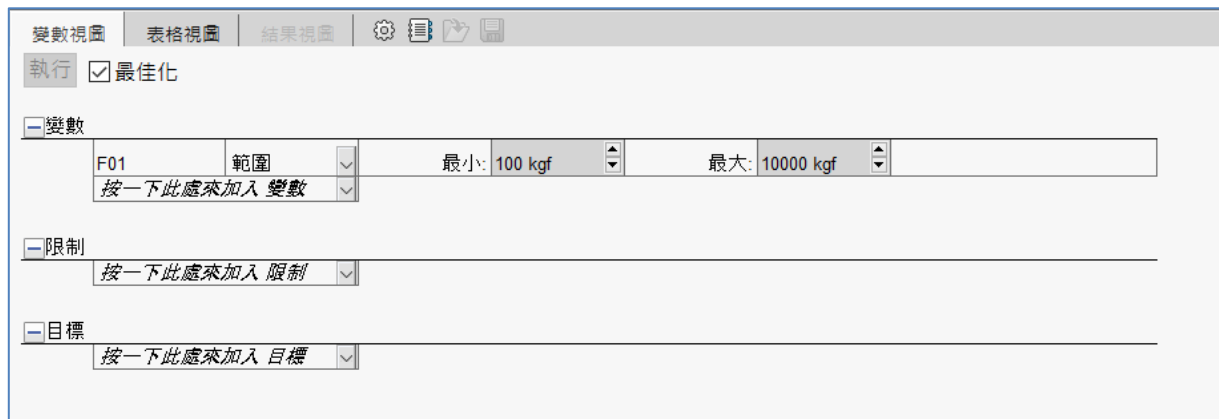 變數視圖 表格視圖 結果視圖
執行 最佳化
變數
F01 範圍 最小: 100 kgf 最大: 10000 kgf
按一下此處來加入 變數
限制
按一下此處來加入 限制
目標
按一下此處來加入 目標